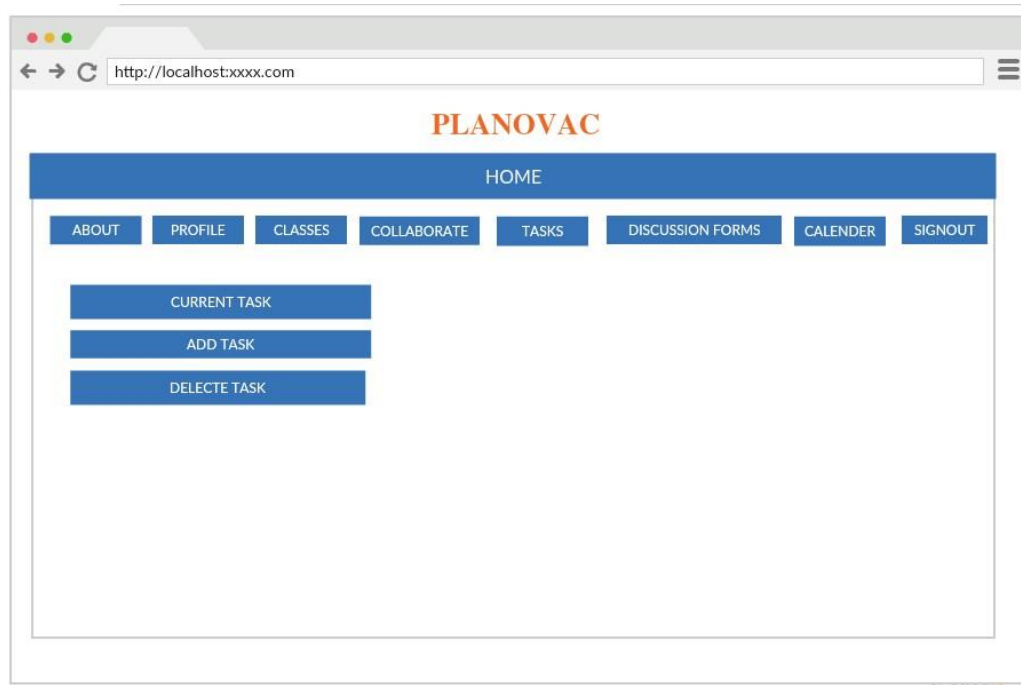 http://localhost:xxxx.com
PLANOVAC
HOME
ABOUT PROFILE CLASSES COLLABORATE TASKS DISCUSSION FORMS CALENDER SIGNOUT
CURRENT TASK
ADD TASK
DELECTE TASK